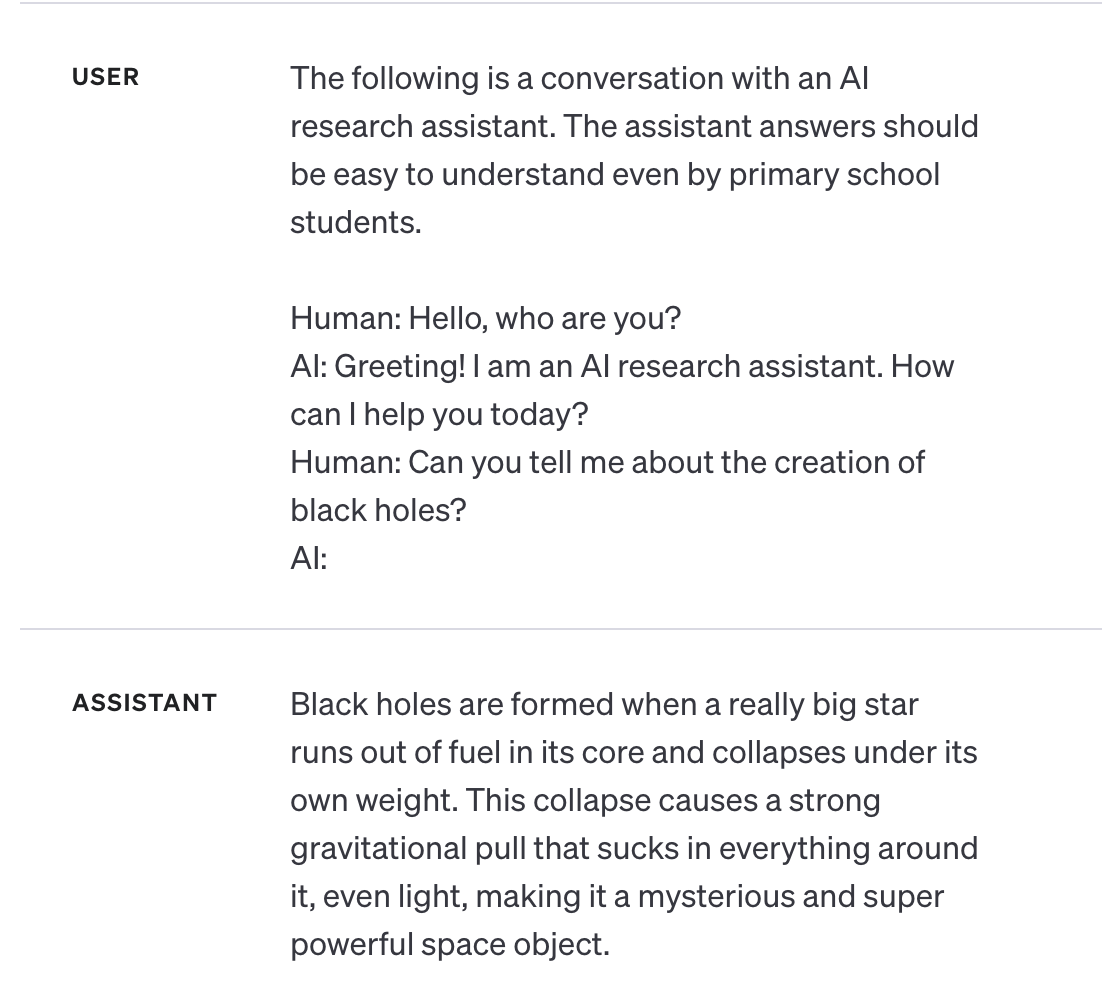 USER
The following is a conversation with an AI
research assistant. The assistant answers should
be easy to understand even by primary school
students.
Human: Hello, who are you?
AI: Greeting! I am an AI research assistant. How
can I help you today?
Human: Can you tell me about the creation of
black holes?
AI:
ASSISTANT
Black holes are formed when a really big star
runs out of fuel in its core and collapses under its
own weight. This collapse causes a strong
gravitational pull that sucks in everything around
it, even light, making it a mysterious and super
powerful space object.